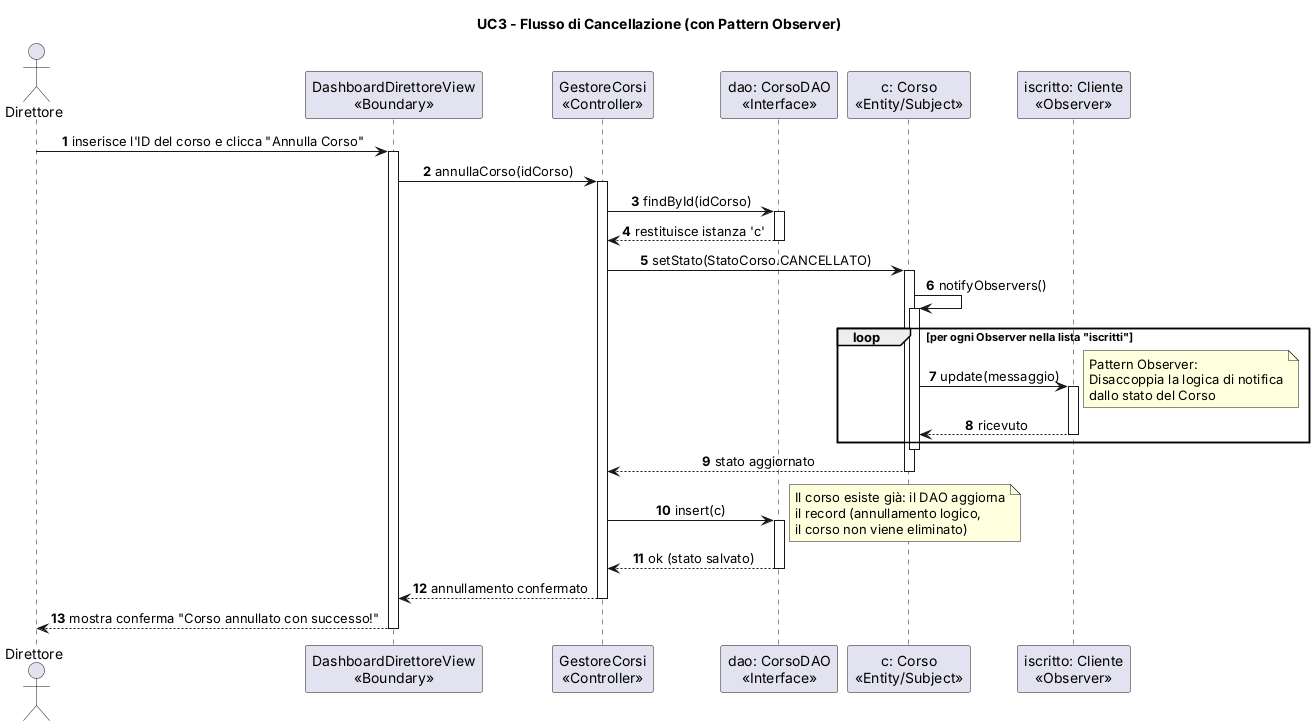 UC3 - Flusso di Cancellazione (con Pattern Observer)
Direttore
DashboardDirettoreView
«Boundary»
GestoreCorsi
«Controller»
dao: CorsoDAO
«Interface»
c: Corso
«Entity/Subject»
iscritto: Cliente
«Observer»
1 inserisce l'ID del corso e clicca "Annulla Corso"
2 annullaCorso(idCorso)
3 findById(idCorso)
4 restituisce istanza 'c'
5 setStato(StatoCorso.CANCELLATO)
6 notifyObservers()
loop [per ogni Observer nella lista "iscritti"]
Pattern Observer:
Disaccoppia la logica di notifica
dallo stato del Corso
7 update(messaggio)
8 ricevuto
9 stato aggiornato
Il corso esiste già: il DAO aggiorna
il record (annullamento logico,
il corso non viene eliminato)
10 insert(c)
11 ok (stato salvato)
12 annullamento confermato
13 mostra conferma "Corso annullato con successo!"
Direttore
DashboardDirettoreView
«Boundary»
GestoreCorsi
«Controller»
dao: CorsoDAO
«Interface»
c: Corso
«Entity/Subject»
iscritto: Cliente
«Observer»